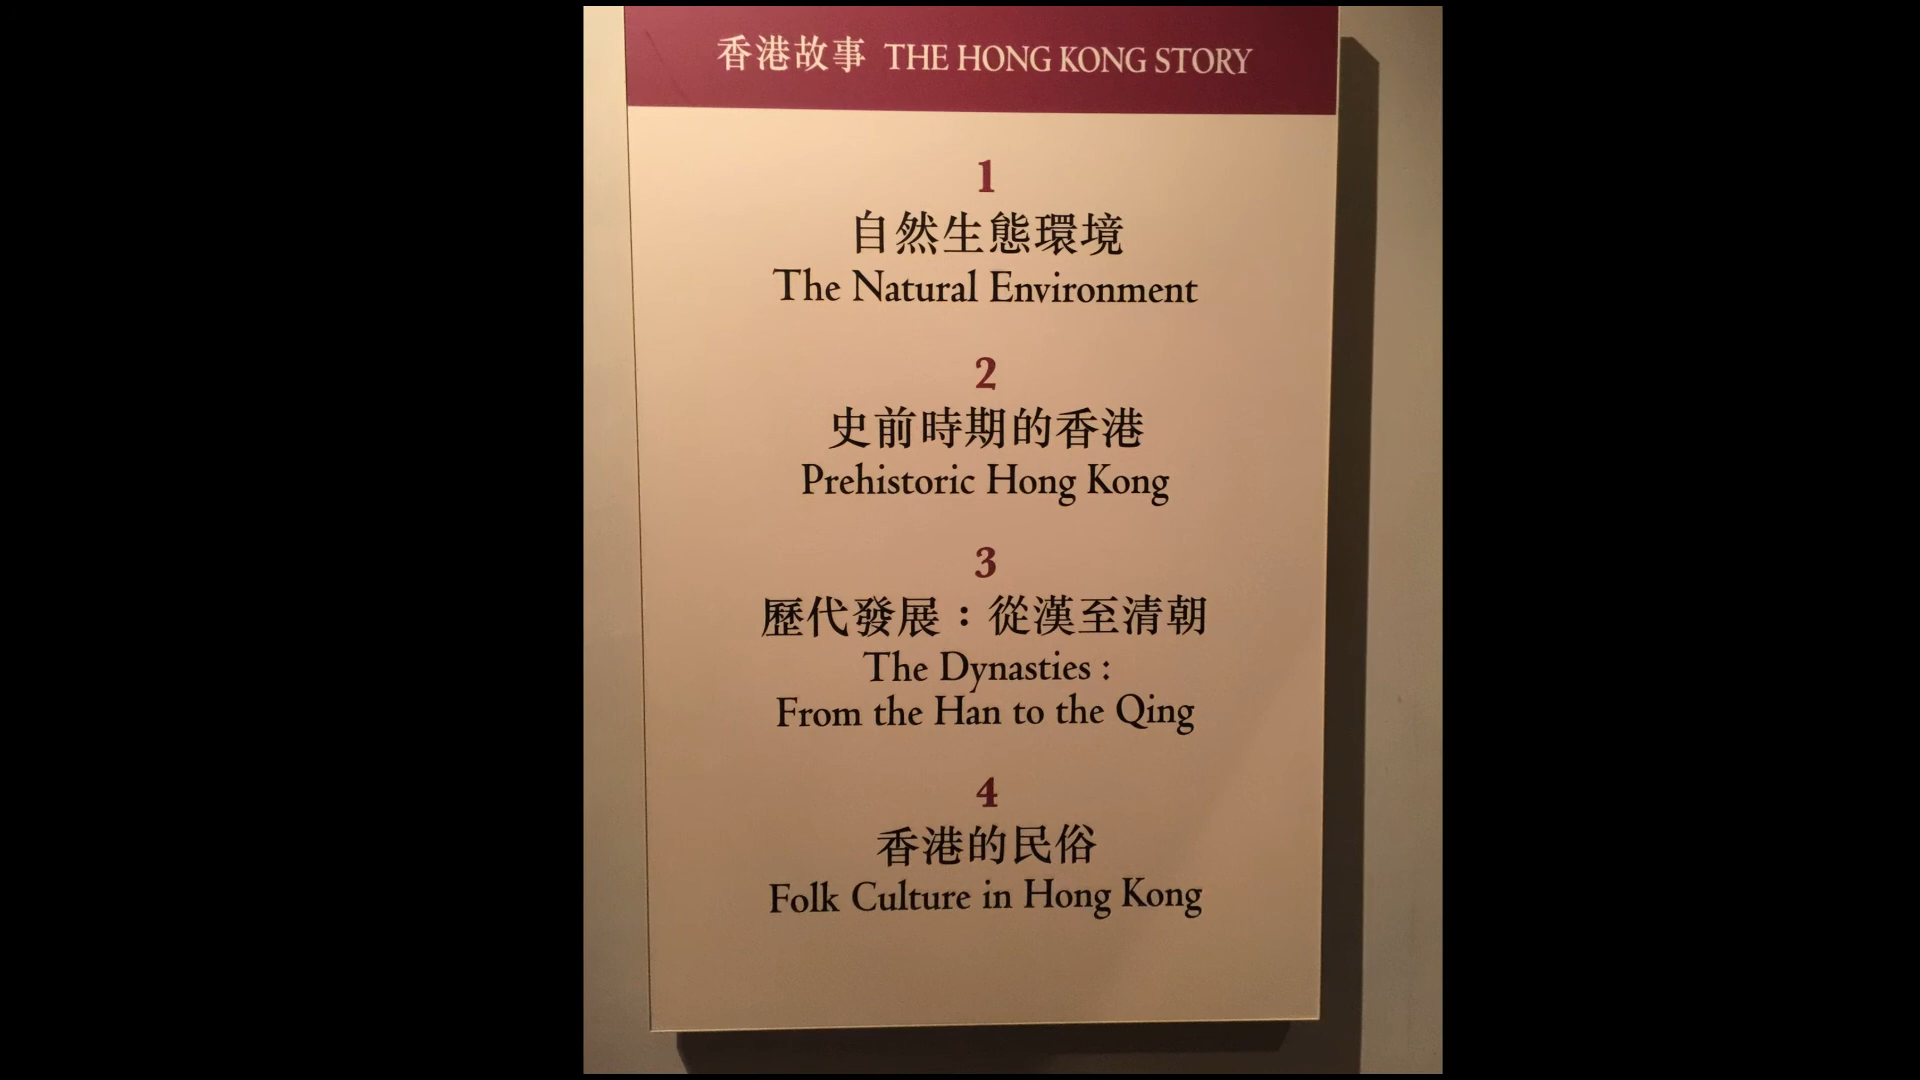 香港故事 THE HONG KONG STORY
1
自然生態環境
The Natural Environment
2
史前時期的香港
Prehistoric Hong Kong
3
歷代發展：從漢至清朝
The Dynasties :
From the Han to the Qing
4
香港的民俗
Folk Culture in Hong Kong